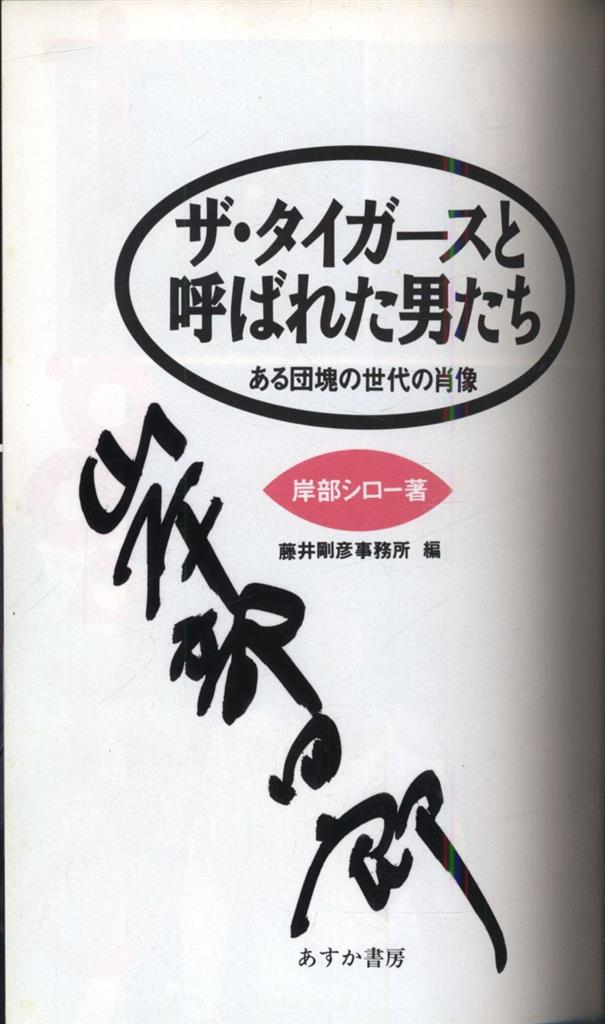 ザ・タイガースと
呼ばれた男たち
ある団塊の世代の肖像
岸部シロー著
藤井剛彦事務所 編
あすか書房